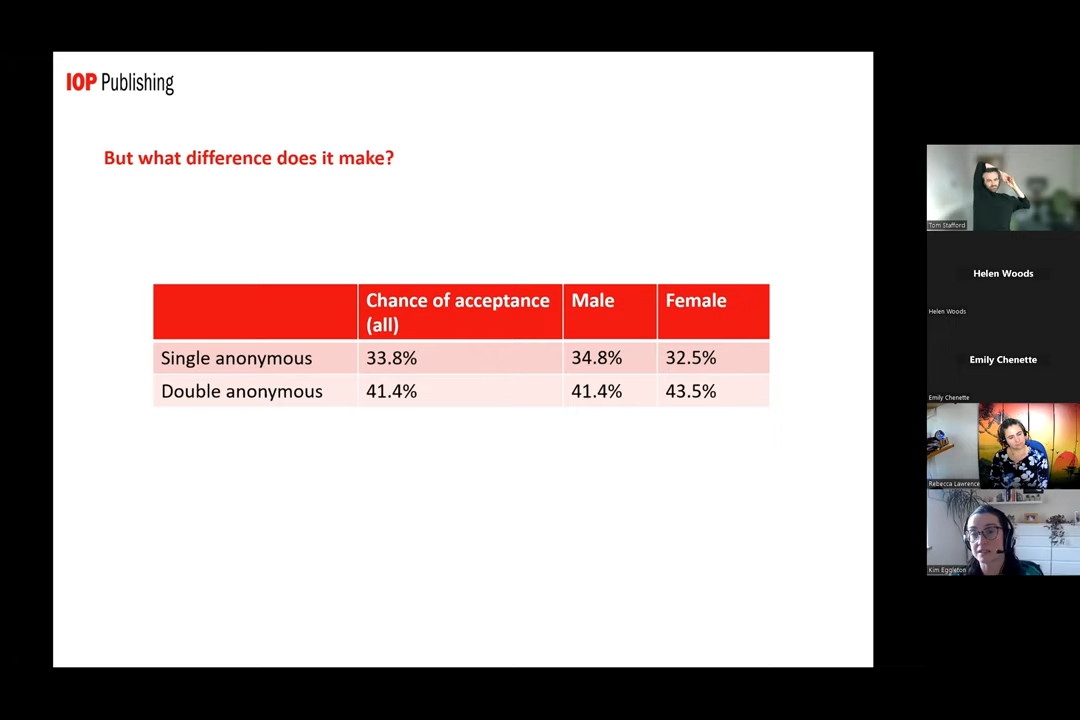 IOP Publishing
But what difference does it make?
Chance of acceptance
(all)
Male
Female
Single anonymous
33.8%
34.8%
32.5%
Double anonymous
41.4%
41.4%
43.5%
Tom Stafford
Helen Woods
Helen Woods
Emily Chenette
Emily Chenette
Rebecca Lawrence
Kim Eggleton